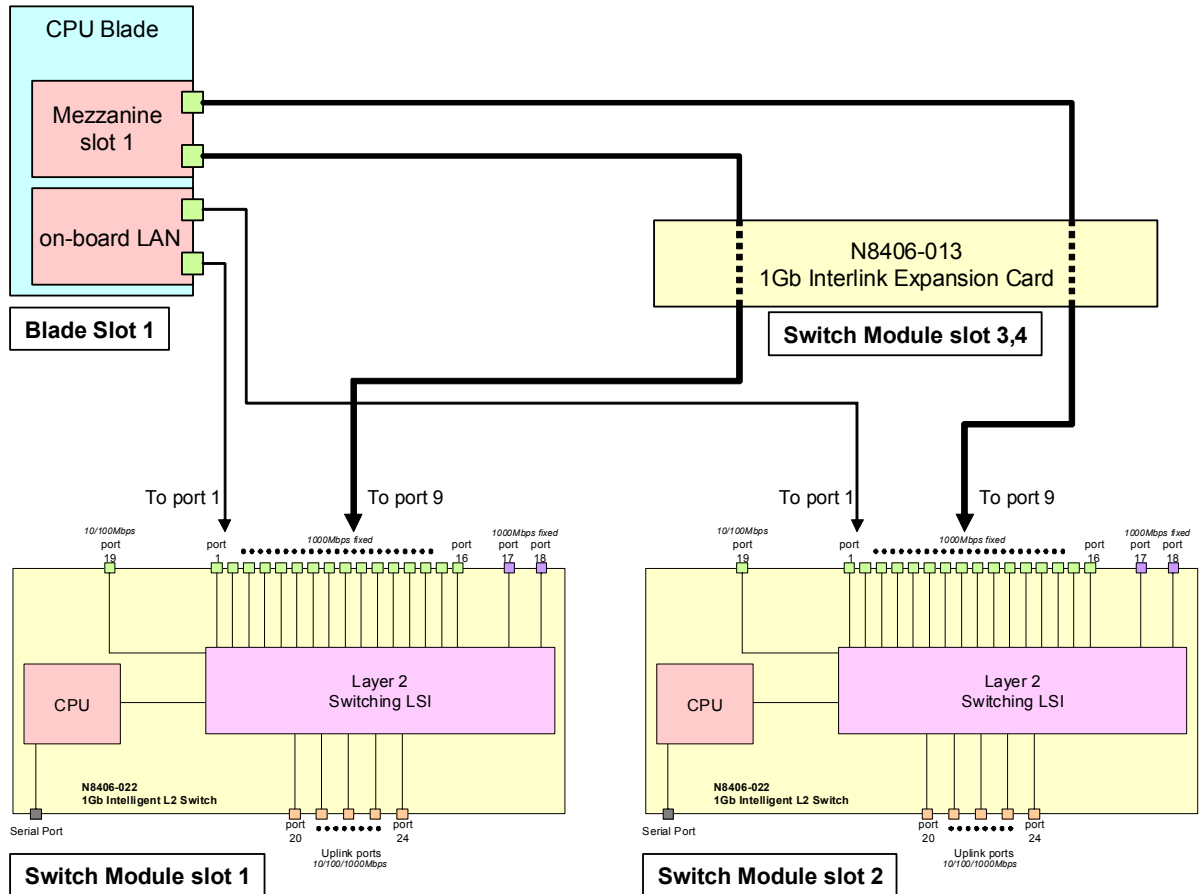 CPU Blade
Mezzanine
slot 1
on-board LAN
Blade Slot 1
N8406-013
1Gb Interlink Expansion Card
Switch Module slot 3,4
To port 1
To port 9
10/100Mbps
port
19
port
1
1000Mbps fixed
port
16
1000Mbps fixed
port
17
port
18
CPU
Layer 2
Switching LSI
N8406-022
1Gb Intelligent L2 Switch
Serial Port
port
20
port
24
Uplink ports
10/100/1000Mbps
Switch Module slot 1
To port 1
To port 9
10/100Mbps
port
19
port
1
1000Mbps fixed
port
16
1000Mbps fixed
port
17
port
18
CPU
Layer 2
Switching LSI
N8406-022
1Gb Intelligent L2 Switch
Serial Port
port
20
port
24
Uplink ports
10/100/1000Mbps
Switch Module slot 2